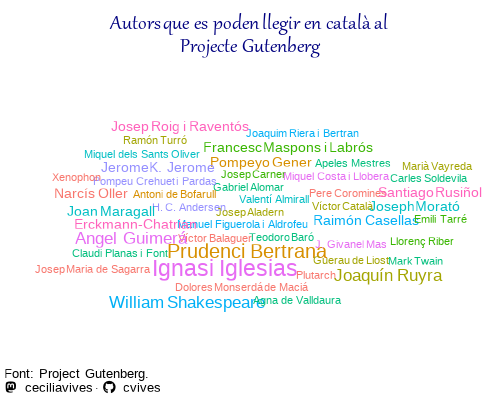 Autors que es poden llegir en català al
Projecte Gutenberg
Josep Roig i Raventós
Joaquim Riera i Bertran
Ramón Turró
Francesc Maspons i Labrós
Miquel dels Sants Oliver
Pompeyo Gener
Apeles Mestres
Jerome K. Jerome
Marià Vayreda
Josep Carner
Miquel Costa i Llobera
Xenophon
Carles Soldevila
Pompeu Crehuet i Pardas
Gabriel Alomar
Narcís Oller
Antoni de Bofarull
Pere Coromines
Santiago Rusiñol
Valentí Almirall
H. C. Andersen
Víctor Català
Joseph Morató
Joan Maragall
Josep Aladern
Raimón Casellas
Emili Tarré
Erckmann-Chatrian
Manuel Figuerola i Aldrofeu
Àngel Guimerà
Víctor Balaguer
Teodoro Baró
J. Givanel Mas
Llorenç Riber
Claudi Planas i Font
Prudenci Bertrana
Güerau de Liost
Mark Twain
Josep Maria de Sagarra
Ignasi Iglesias
Plutarch
Joaquín Ruyra
Dolores Monserdá de Maciá
William Shakespeare
Agna de Valldaura
Font: Project Gutenberg.
ceciliavives · cvives